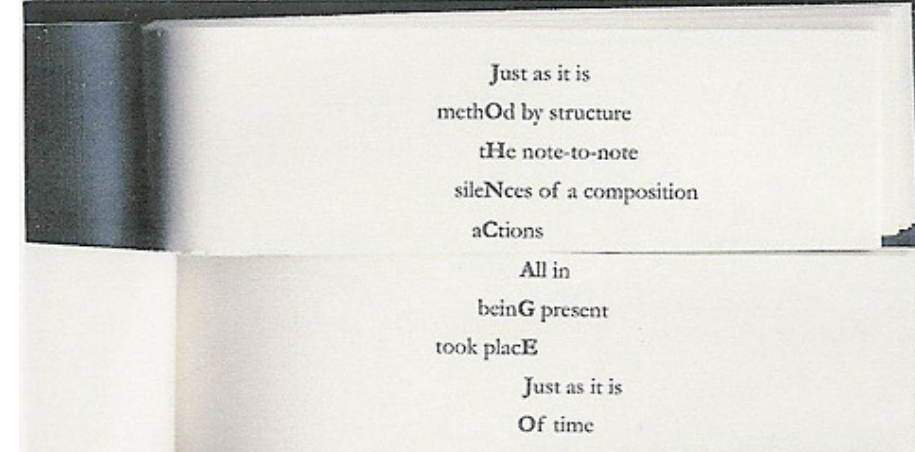 Just as it is
methOd by structure
tHe note-to-note
sileNces of a composition
aCtions
All in
beinG present
took placE
Just as it is
Of time